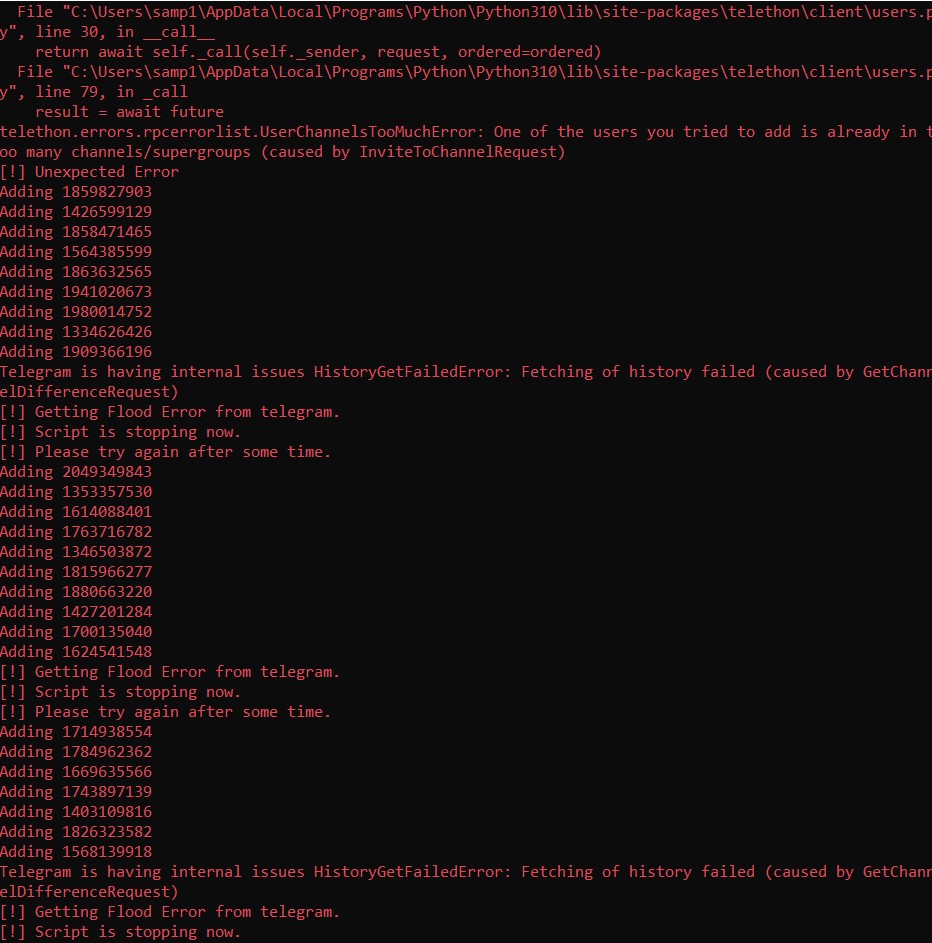 File "C:\Users\samp1\AppData\Local\Programs\Python\Python310\lib\site-packages\telethon\client\users.p
y", line 30, in __call__
return await self._call(self._sender, request, ordered=ordered)
File "C:\Users\samp1\AppData\Local\Programs\Python\Python310\lib\site-packages\telethon\client\users.p
y", line 79, in _call
result = await future
telethon.errors.rpcerrorlist.UserChannelsTooMuchError: One of the users you tried to add is already in t
oo many channels/supergroups (caused by InviteToChannelRequest)
[!] Unexpected Error
Adding 1859827903
Adding 1426599129
Adding 1858471465
Adding 1564385599
Adding 1863632565
Adding 1941020673
Adding 1980014752
Adding 1334626426
Adding 1909366196
Telegram is having internal issues HistoryGetFailedError: Fetching of history failed (caused by GetChann
elDifferenceRequest)
[!] Getting Flood Error from telegram.
[!] Script is stopping now.
[!] Please try again after some time.
Adding 2049349843
Adding 1353357530
Adding 1614088401
Adding 1763716782
Adding 1346503872
Adding 1815966277
Adding 1880663220
Adding 1427201284
Adding 1700135040
Adding 1624541548
[!] Getting Flood Error from telegram.
[!] Script is stopping now.
[!] Please try again after some time.
Adding 1714938554
Adding 1784962362
Adding 1669635566
Adding 1743897139
Adding 1403109816
Adding 1826323582
Adding 1568139918
Telegram is having internal issues HistoryGetFailedError: Fetching of history failed (caused by GetChann
elDifferenceRequest)
[!] Getting Flood Error from telegram.
[!] Script is stopping now.